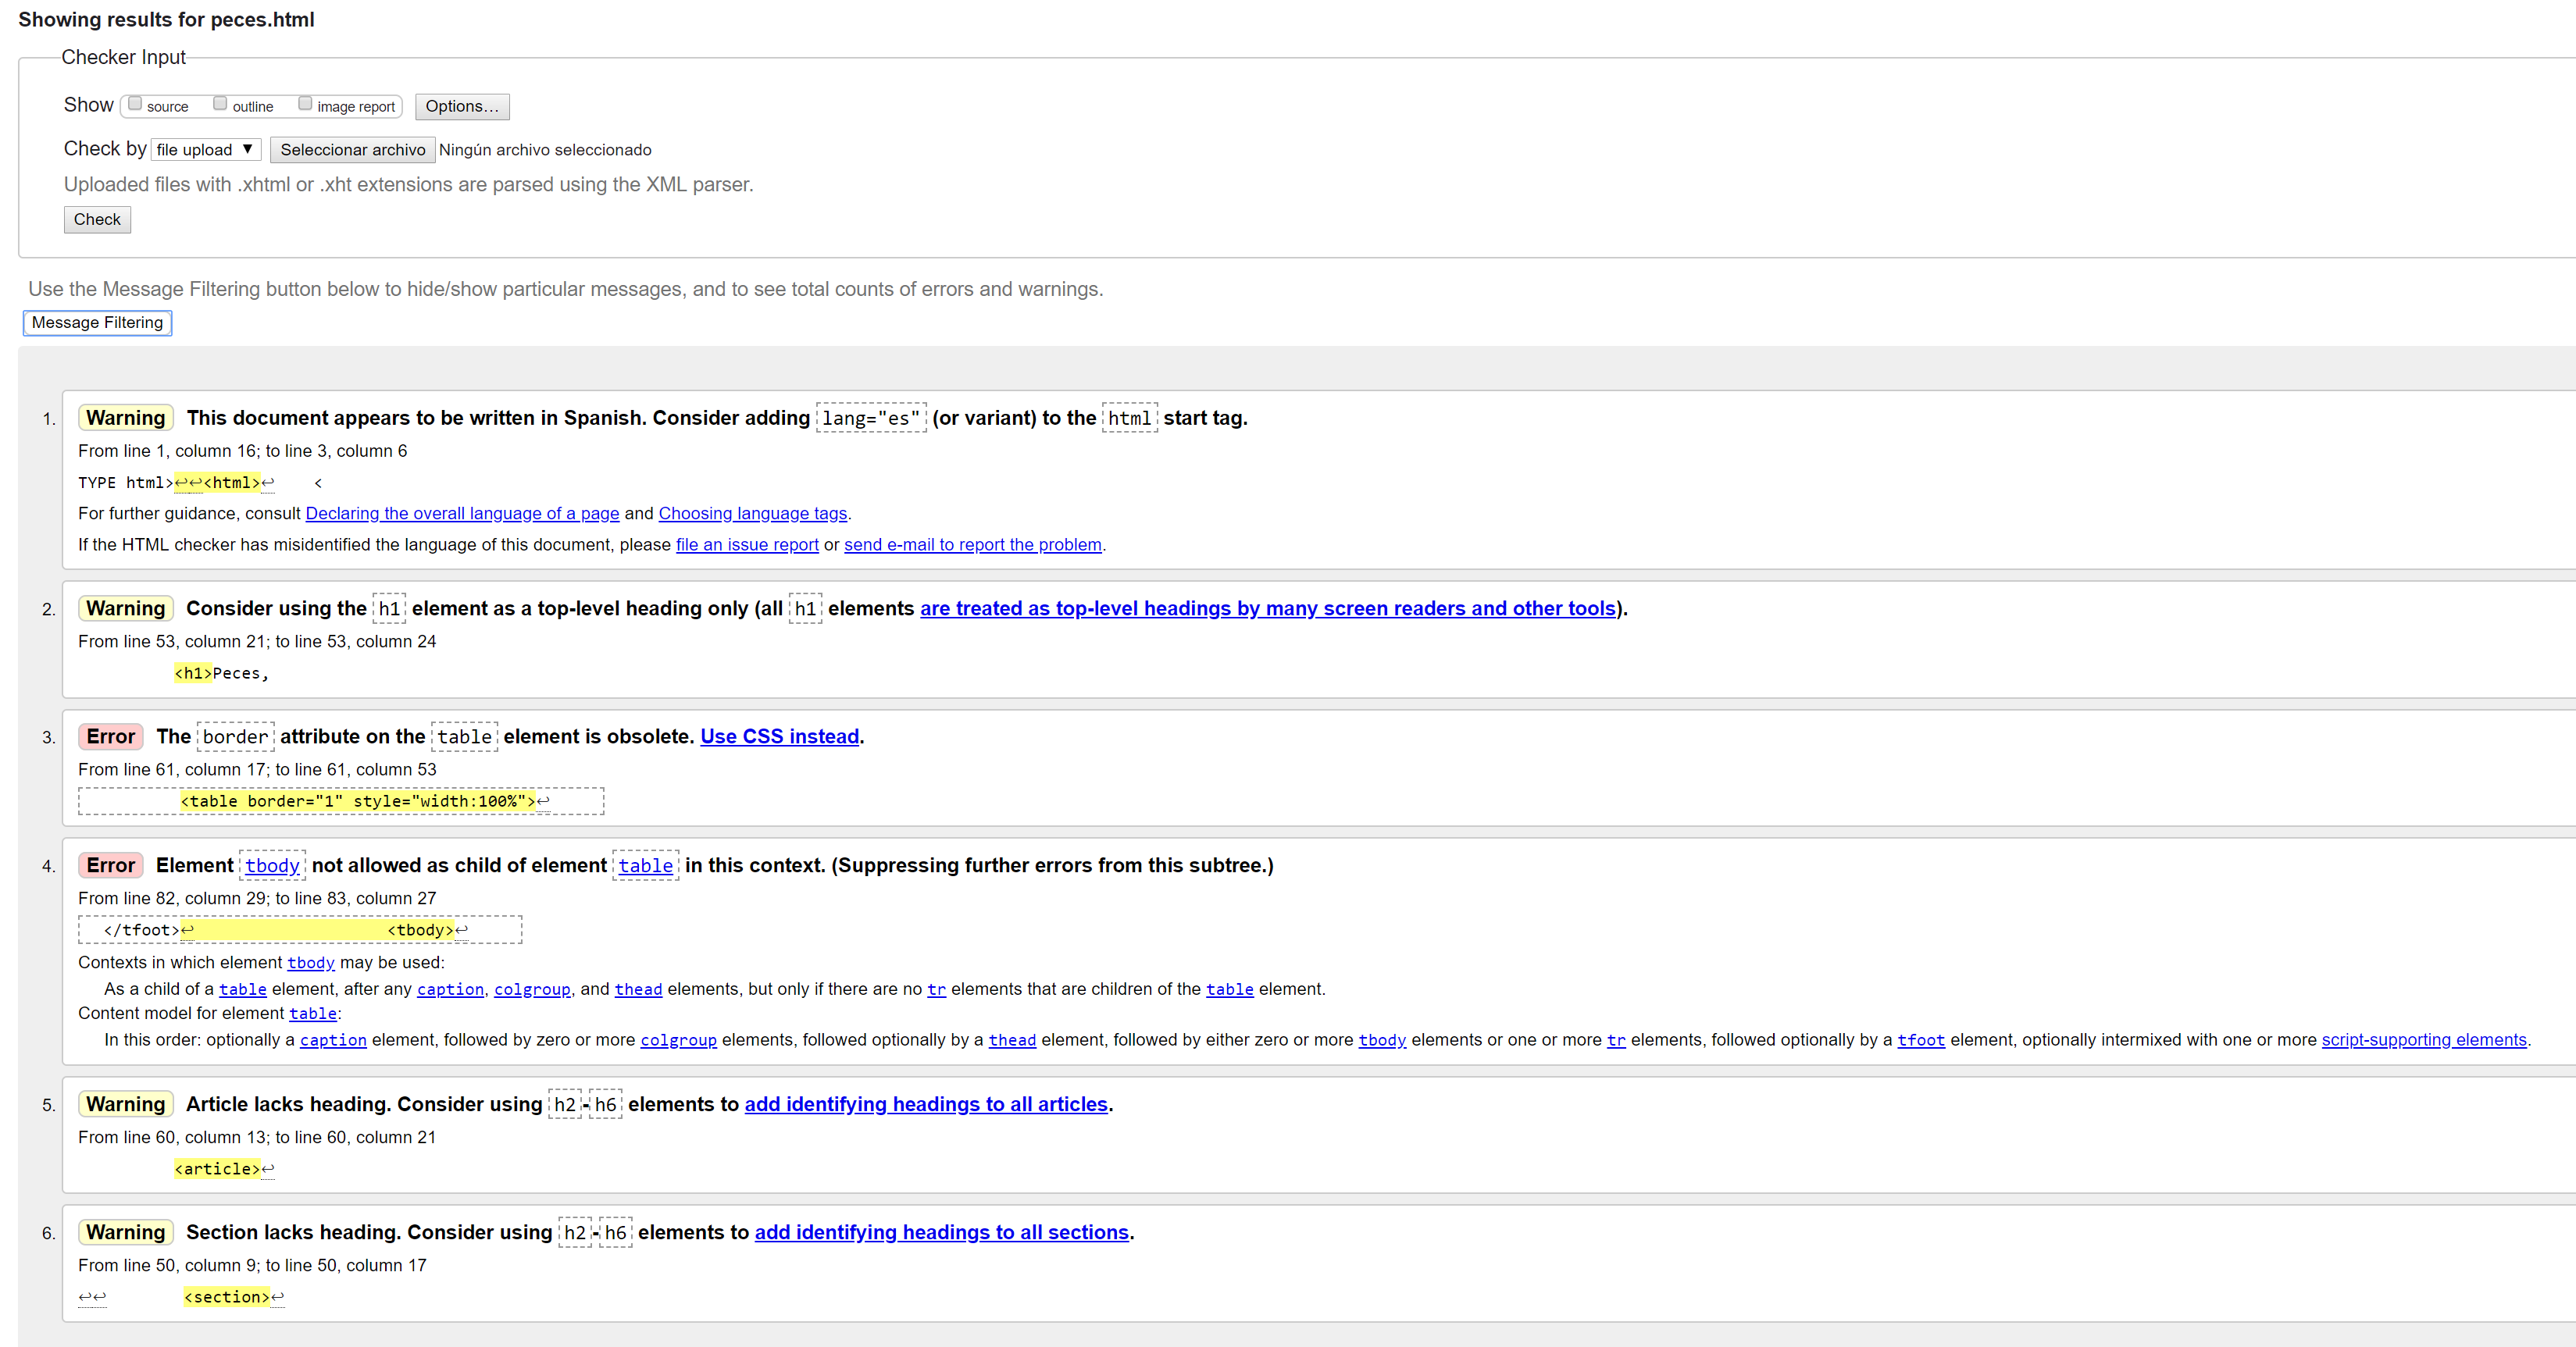 Showing results for peces.html
Checker Input
Show source outline image report Options...
Check by file upload ▼ Seleccionar archivo Ningún archivo seleccionado
Uploaded files with .xhtml or .xht extensions are parsed using the XML parser.
Check
Use the Message Filtering button below to hide/show particular messages, and to see total counts of errors and warnings.
Message Filtering
1. Warning This document appears to be written in Spanish. Consider adding lang="es" (or variant) to the html start tag.
From line 1, column 16; to line 3, column 6
TYPE html>↩↩<html>↩ <
For further guidance, consult Declaring the overall language of a page and Choosing language tags.
If the HTML checker has misidentified the language of this document, please file an issue report or send e-mail to report the problem.
2. Warning Consider using the h1 element as a top-level heading only (all h1 elements are treated as top-level headings by many screen readers and other tools).
From line 53, column 21; to line 53, column 24
<h1>Peces,
3. Error The border attribute on the table element is obsolete. Use CSS instead.
From line 61, column 17; to line 61, column 53
<table border="1" style="width:100%">↩
4. Error Element tbody not allowed as child of element table in this context. (Suppressing further errors from this subtree.)
From line 82, column 29; to line 83, column 27
</tfoot>↩ <tbody>↩
Contexts in which element tbody may be used:
As a child of a table element, after any caption, colgroup, and thead elements, but only if there are no tr elements that are children of the table element.
Content model for element table:
In this order: optionally a caption element, followed by zero or more colgroup elements, followed optionally by a thead element, followed by either zero or more tbody elements or one or more tr elements, followed optionally by a tfoot element, optionally intermixed with one or more script-supporting elements.
5. Warning Article lacks heading. Consider using h2-h6 elements to add identifying headings to all articles.
From line 60, column 13; to line 60, column 21
<article>↩
6. Warning Section lacks heading. Consider using h2-h6 elements to add identifying headings to all sections.
From line 50, column 9; to line 50, column 17
↩↩ <section>↩